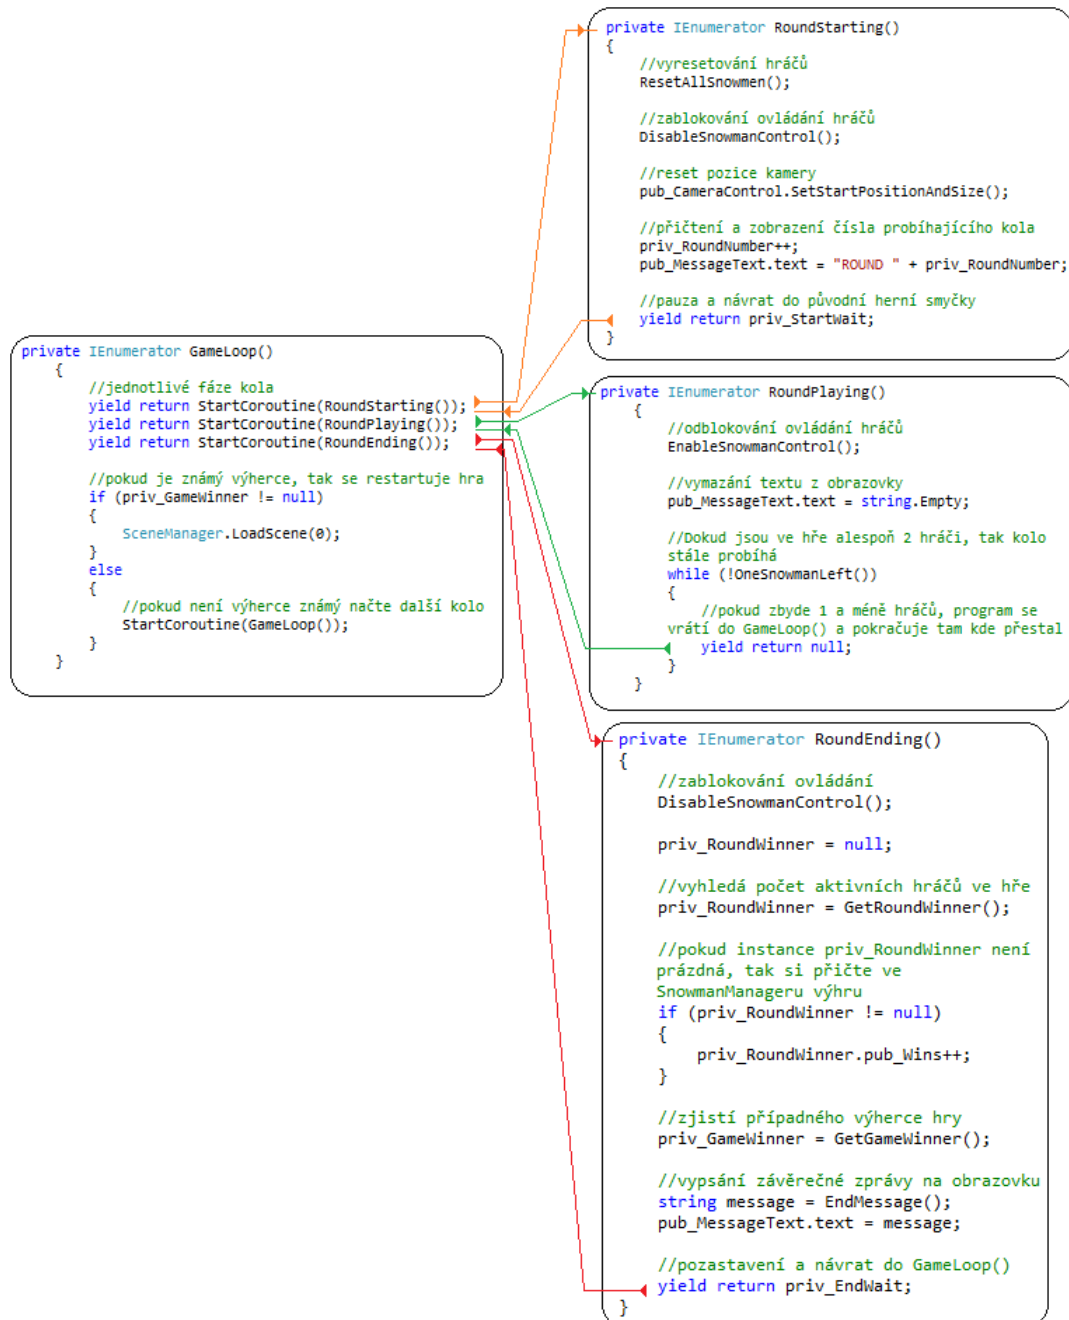 private IEnumerator GameLoop()
{
//jednotlivé fáze kola
yield return StartCoroutine(RoundStarting());
yield return StartCoroutine(RoundPlaying());
yield return StartCoroutine(RoundEnding());
//pokud je známý výherce, tak se restartuje hra
if (priv_GameWinner != null)
{
SceneManager.LoadScene(0);
}
else
{
//pokud není výherce známý načte další kolo
StartCoroutine(GameLoop());
}
}
private IEnumerator RoundStarting()
{
//vyresetování hráčů
ResetAllSnowmen();
//zablokování ovládání hráčů
DisableSnowmanControl();
//reset pozice kamery
pub_CameraControl.SetStartPositionAndSize();
//přičtení a zobrazení čísla probíhajícího kola
priv_RoundNumber++;
pub_MessageText.text = "ROUND " + priv_RoundNumber;
//pauza a návrat do původní herní smyčky
yield return priv_StartWait;
}
private IEnumerator RoundPlaying()
{
//odblokování ovládání hráčů
EnableSnowmanControl();
//vymazání textu z obrazovky
pub_MessageText.text = string.Empty;
//Dokud jsou ve hře alespoň 2 hráči, tak kolo
stále probíhá
while (!OneSnowmanLeft())
{
//pokud zbyde 1 a méně hráčů, program se
vrátí do GameLoop() a pokračuje tam kde přestal
yield return null;
}
}
private IEnumerator RoundEnding()
{
//zablokování ovládání
DisableSnowmanControl();
priv_RoundWinner = null;
//vyhledá počet aktivních hráčů ve hře
priv_RoundWinner = GetRoundWinner();
//pokud instance priv_RoundWinner není
prázdná, tak si přičte ve
SnowmanManageru výhru
if (priv_RoundWinner != null)
{
priv_RoundWinner.pub_Wins++;
}
//zjistí případného výherce hry
priv_GameWinner = GetGameWinner();
//vypsání závěrečné zprávy na obrazovku
string message = EndMessage();
pub_MessageText.text = message;
//pozastavení a návrat do GameLoop()
yield return priv_EndWait;
}